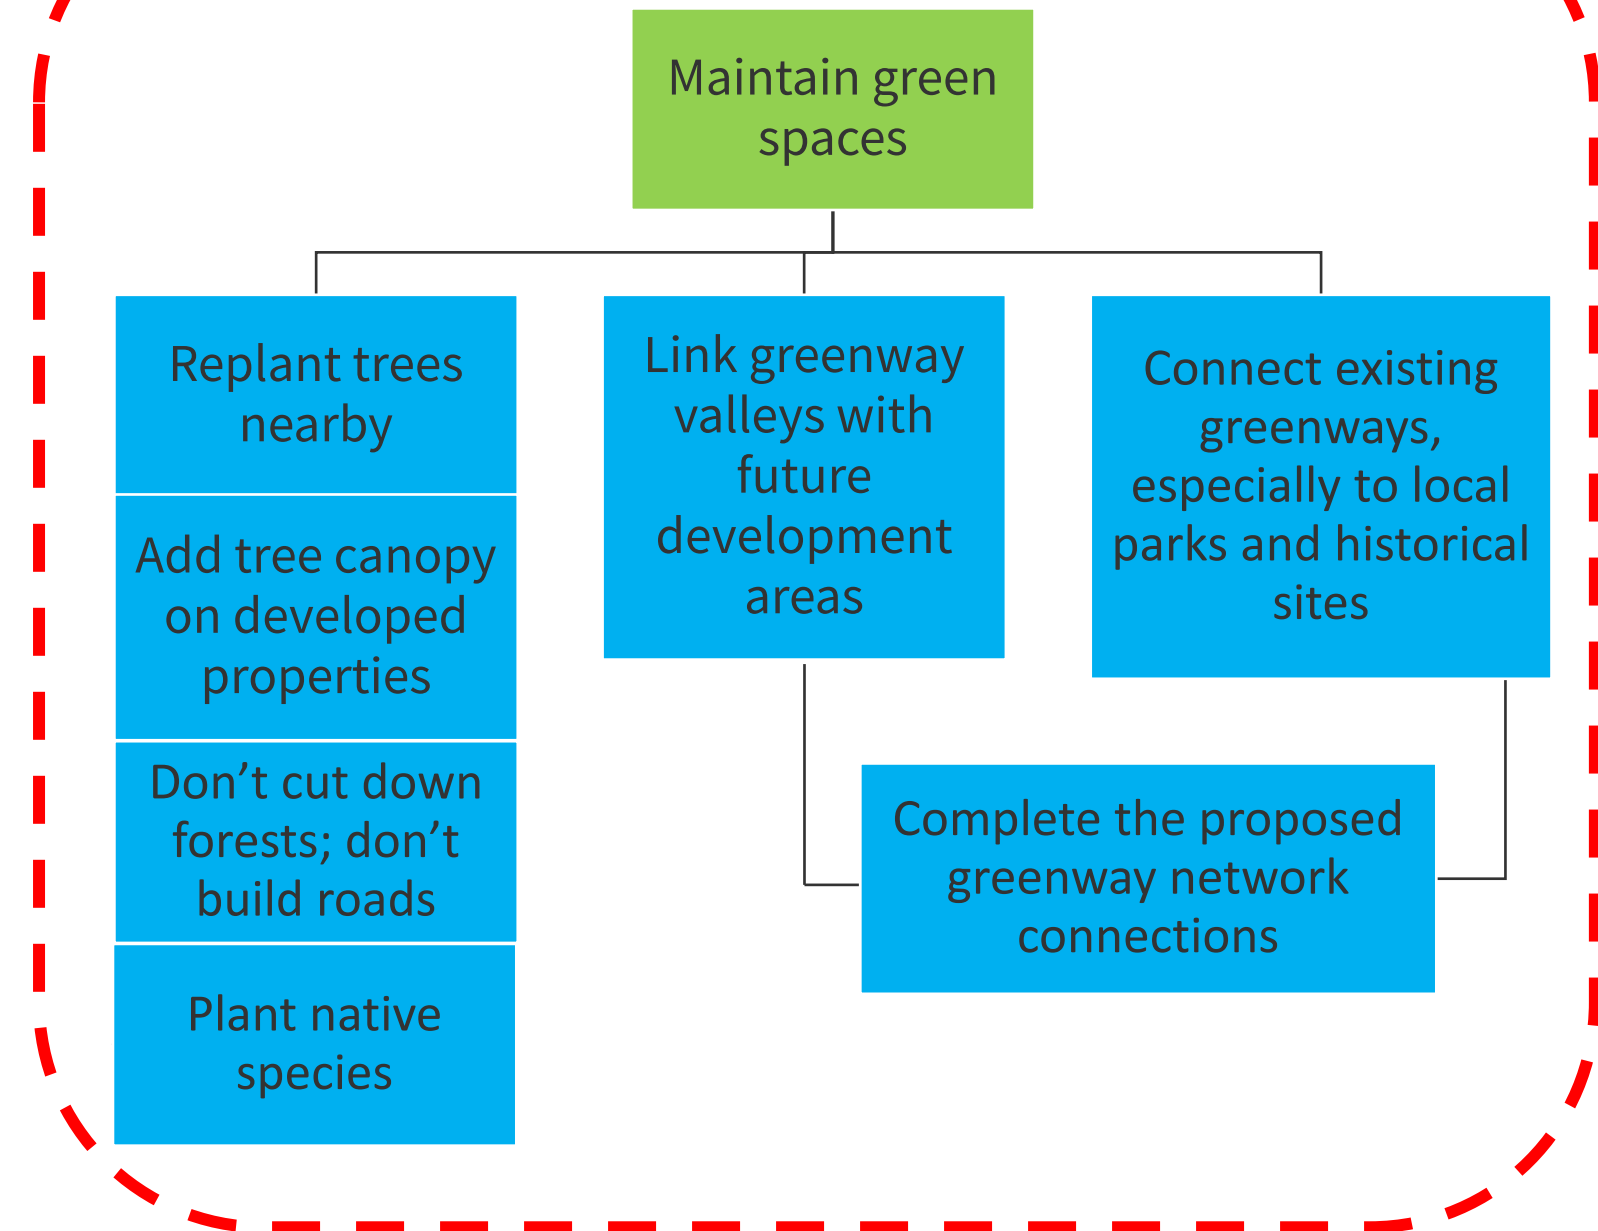 Maintain green
spaces
Replant trees
nearby
Add tree canopy
on developed
properties
Don’t cut down
forests; don’t
build roads
Plant native
species
Link greenway
valleys with
future
development
areas
Connect existing
greenways,
especially to local
parks and historical
sites
Complete the proposed
greenway network
connections